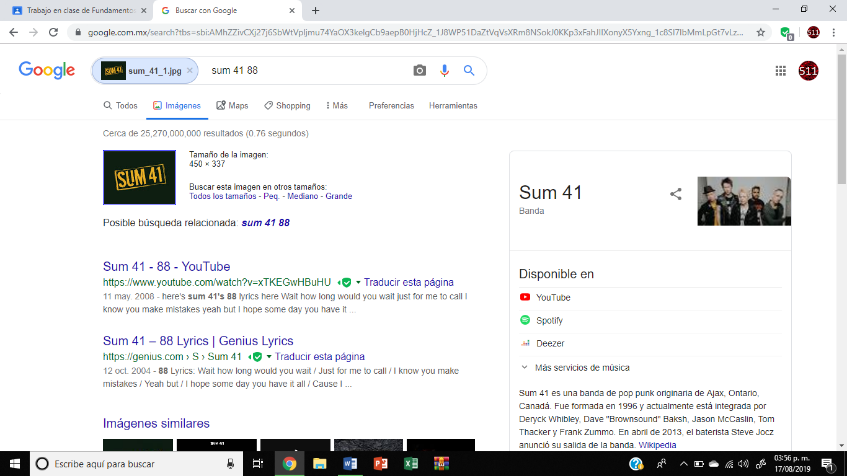 Trabajo en clase de Fundamentos
Buscar con Google
google.com.mx/search?tbs=sbi:
Google
sum_41_1.jpg
sum 41 88
511
Todos
Imágenes
Maps
Shopping
Más
Preferencias
Herramientas
Cerca de 25,270,000,000 resultados (0.76 segundos)
SUM 41
Tamaño de la imagen:
450 × 337
Buscar esta imagen en otros tamaños:
Todos los tamaños - Peq. - Mediano - Grande
Posible búsqueda relacionada: sum 41 88
Sum 41 - 88 - YouTube
https://www.youtube.com/watch?v=xTKEGwHBuHU Traducir esta página
11 may. 2008 - here's sum 41's 88 lyrics here Wait how long would you wait just for me to call I
know you make mistakes yeah but I hope some day you have it ...
Sum 41 – 88 Lyrics | Genius Lyrics
https://genius.com › S › Sum 41 Traducir esta página
12 oct. 2004 - 88 Lyrics: Wait how long would you wait / Just for me to call / I know you make
mistakes / Yeah but / I hope some day you have it all / Cause I ...
Imágenes similares
Sum 41
Banda
Disponible en
YouTube
Spotify
Deezer
Más servicios de música
Sum 41 es una banda de pop punk originaria de Ajax, Ontario,
Canadá. Fue formada en 1996 y actualmente está integrada por
Deryck Whibley, Dave "Brownsound" Baksh, Jason McCaslin, Tom
Thacker y Frank Zummo. En abril de 2013, el baterista Steve Jocz
anunció su salida de la banda. Wikipedia
Escribe aquí para buscar
03:56 p. m.
17/08/2019